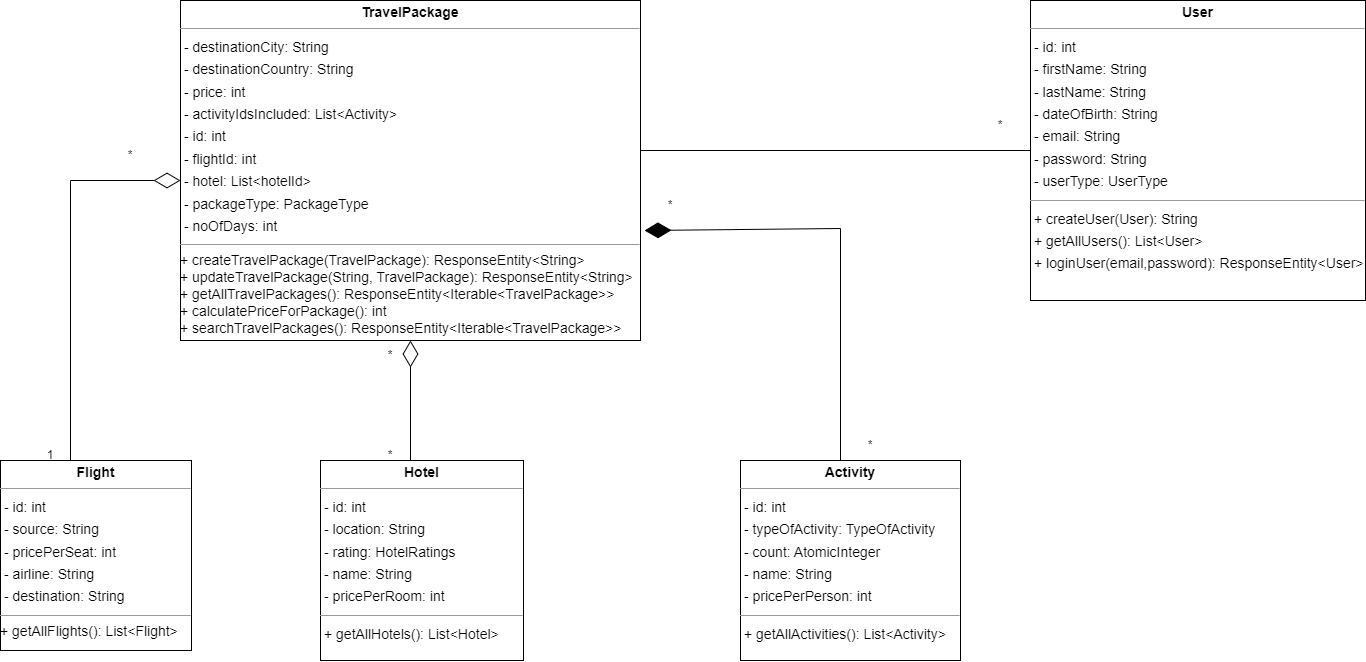 TravelPackage
- destinationCity: String
- destinationCountry: String
- price: int
- activityIdsIncluded: List<Activity>
- id: int
- flightId: int
- hotel: List<hotelId>
- packageType: PackageType
- noOfDays: int
+ createTravelPackage(TravelPackage): ResponseEntity<String>
+ updateTravelPackage(String, TravelPackage): ResponseEntity<String>
+ getAllTravelPackages(): ResponseEntity<Iterable<TravelPackage>>
+ calculatePriceForPackage(): int
+ searchTravelPackages(): ResponseEntity<Iterable<TravelPackage>>
User
- id: int
- firstName: String
- lastName: String
- dateOfBirth: String
- email: String
- password: String
- userType: UserType
+ createUser(User): String
+ getAllUsers(): List<User>
+ loginUser(email,password): ResponseEntity<User>
*
*
*
*
*
*
1
Flight
- id: int
- source: String
- pricePerSeat: int
- airline: String
- destination: String
+ getAllFlights(): List<Flight>
Hotel
- id: int
- location: String
- rating: HotelRatings
- name: String
- pricePerRoom: int
+ getAllHotels(): List<Hotel>
Activity
- id: int
- typeOfActivity: TypeOfActivity
- count: AtomicInteger
- name: String
- pricePerPerson: int
+ getAllActivities(): List<Activity>